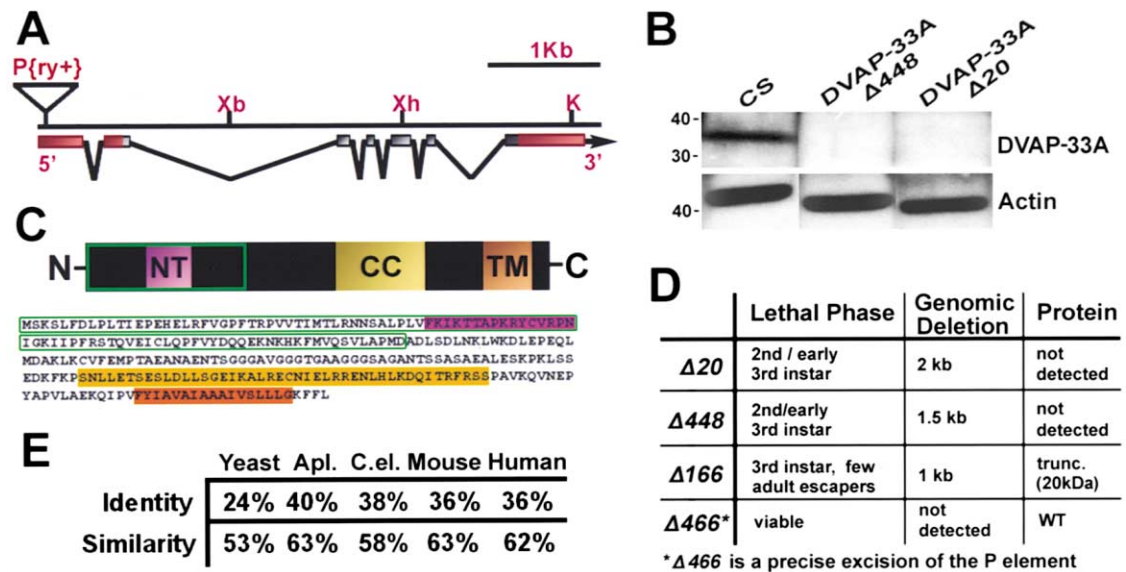 A
P{ry+}
1Kb
Xb
Xh
K
5'
3'
B
CS
DVAP-33A
Δ448
DVAP-33A
Δ20
40-
30-
DVAP-33A
40-
Actin
C
N
NT
CC
TM
C
MSKSLFDLPLTIEPEHELRFVGPFTRPVVTIMTLRNNSALPLVFKIKTTAPKRYCVRPN
IGKIIPFRSTQVEICLQPFVYDQQEKNKHKFMVQSVLAPMDADLSDLNKLWKDLEPEQL
MDAKLKCVFEMPTAEANAENTSGGGAVGGGTGAAGGGSAGANTSSASAEALESKPKLSS
EDKFKPSNLLETSESLDLLSGEIKALRECNIELRRENLHLKDQITRFRSSPAVKQVNEP
YAPVLAEKQIPVFYIAVAIAAAIVSLLLGKFFL
D
Lethal Phase
Genomic Deletion
Protein
Δ20
2nd / early 3rd instar
2 kb
not detected
Δ448
2nd/early 3rd instar
1.5 kb
not detected
Δ166
3rd instar, few adult escapers
1 kb
trunc. (20kDa)
Δ466*
viable
not detected
WT
*Δ466 is a precise excision of the P element
E
Yeast Apl. C.el. Mouse Human
Identity 24% 40% 38% 36% 36%
Similarity 53% 63% 58% 63% 62%